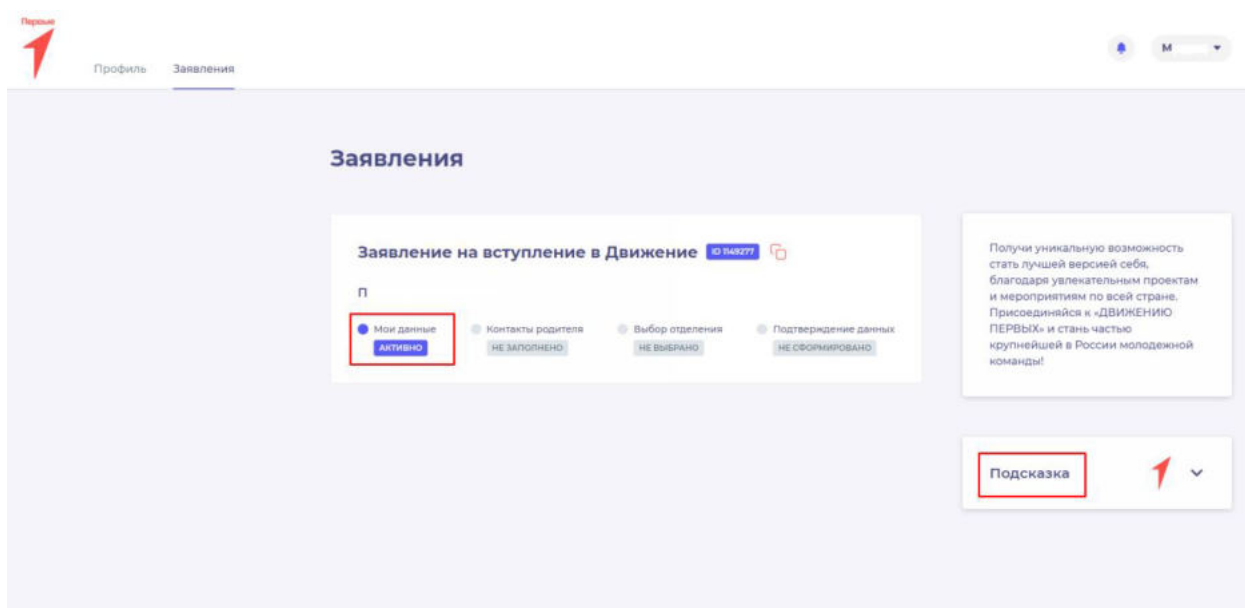 Первые
Профиль Заявления
М
Заявления
Заявление на вступление в Движение ID 1149277
П
Мои данные Контакты родителя Выбор отделения Подтверждение данных
АКТИВНО НЕ ЗАПОЛНЕНО НЕ ВЫБРАНО НЕ СФОРМИРОВАНО
Получи уникальную возможность
стать лучшей версией себя,
благодаря увлекательным проектам
и мероприятиям по всей стране.
Присоединяйся к «ДВИЖЕНИЮ
ПЕРВЫХ» и стань частью
крупнейшей в России молодежной
команды!
Подсказка